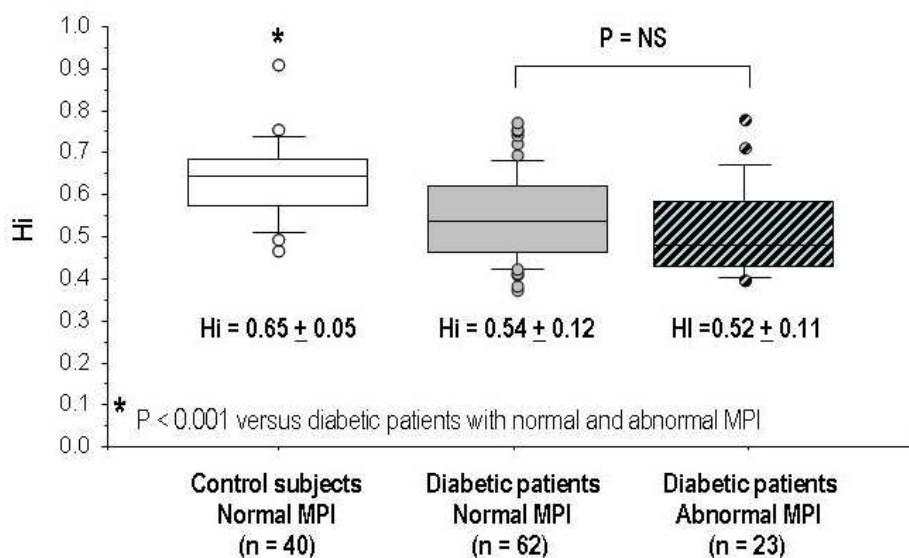 1.0
0.9
0.8
0.7
0.6
0.5
0.4
0.3
0.2
0.1
0.0
Hi
*
P = NS
Hi = 0.65 ± 0.05
Hi = 0.54 ± 0.12
HI =0.52 ± 0.11
* P < 0.001 versus diabetic patients with normal and abnormal MPI
Control subjects
Normal MPI
(n = 40)
Diabetic patients
Normal MPI
(n = 62)
Diabetic patients
Abnormal MPI
(n = 23)